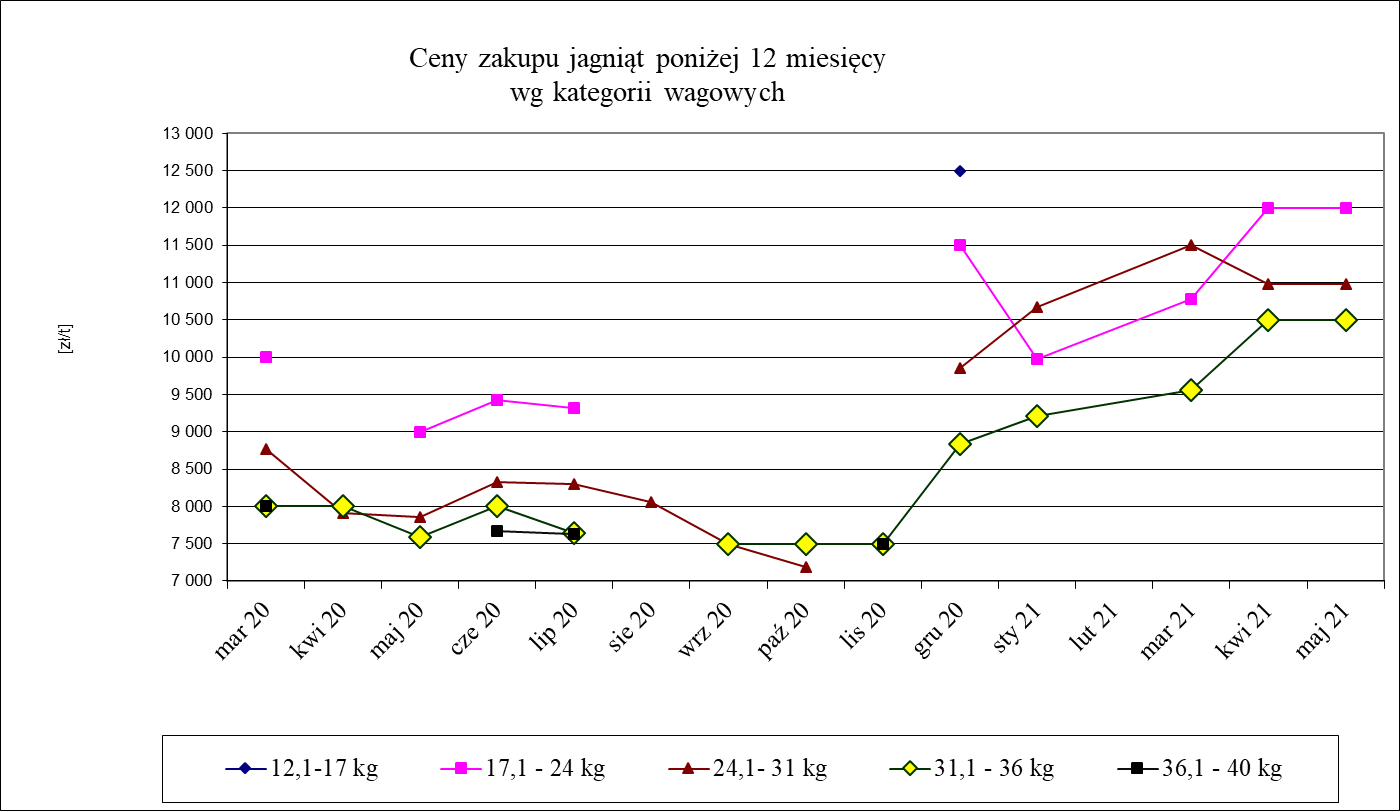 Ceny zakupu jagniąt poniżej 12 miesięcy
wg kategorii wagowych
13 000
12 500
12 000
11 500
11 000
10 500
10 000
9 500
9 000
8 500
8 000
7 500
7 000
[zł/t]
mar 20
kwi 20
maj 20
cze 20
lip 20
sie 20
wrz 20
paź 20
lis 20
gru 20
sty 21
lut 21
mar 21
kwi 21
maj 21
12,1-17 kg
17,1 - 24 kg
24,1- 31 kg
31,1 - 36 kg
36,1 - 40 kg